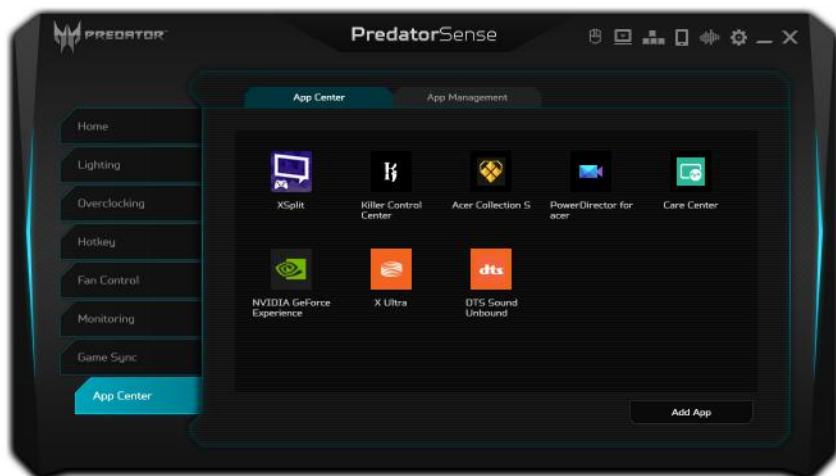 PREDATOR
PredatorSense
App Center
App Management
Home
Lighting
Overclocking
Hotkey
Fan Control
Monitoring
Game Sync
App Center
XSplit
Killer Control
Center
Acer Collection S
PowerDirector for
acer
Care Center
NVIDIA GeForce
Experience
X Ultra
dts
DTS Sound
Unbound
Add App